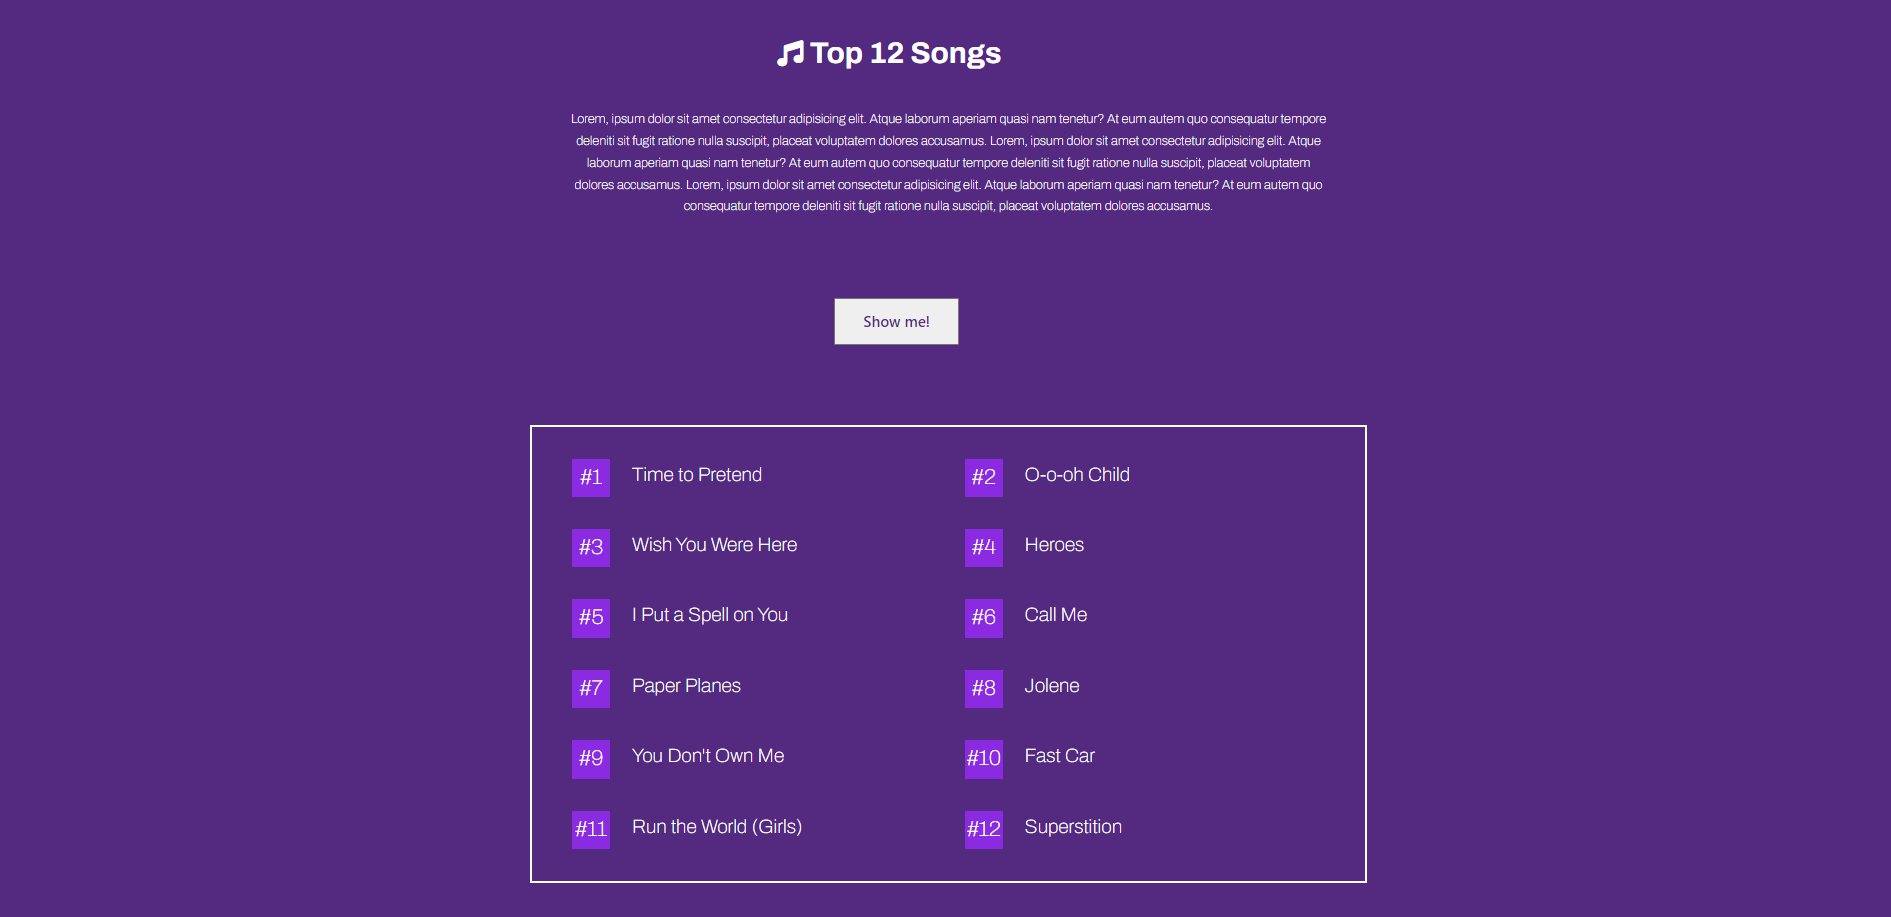 Top 12 Songs
Lorem, ipsum dolor sit amet consectetur adipisicing elit. Atque laborum aperiam quasi nam tenetur? At eum autem quo consequatur tempore
deleniti sit fugit ratione nulla suscipit, placeat voluptatem dolores accusamus. Lorem, ipsum dolor sit amet consectetur adipisicing elit. Atque
laborum aperiam quasi nam tenetur? At eum autem quo consequatur tempore deleniti sit fugit ratione nulla suscipit, placeat voluptatem
dolores accusamus. Lorem, ipsum dolor sit amet consectetur adipisicing elit. Atque laborum aperiam quasi nam tenetur? At eum autem quo
consequatur tempore deleniti sit fugit ratione nulla suscipit, placeat voluptatem dolores accusamus.
Show me!
#1 Time to Pretend
#2 O-o-oh Child
#3 Wish You Were Here
#4 Heroes
#5 I Put a Spell on You
#6 Call Me
#7 Paper Planes
#8 Jolene
#9 You Don't Own Me
#10 Fast Car
#11 Run the World (Girls)
#12 Superstition